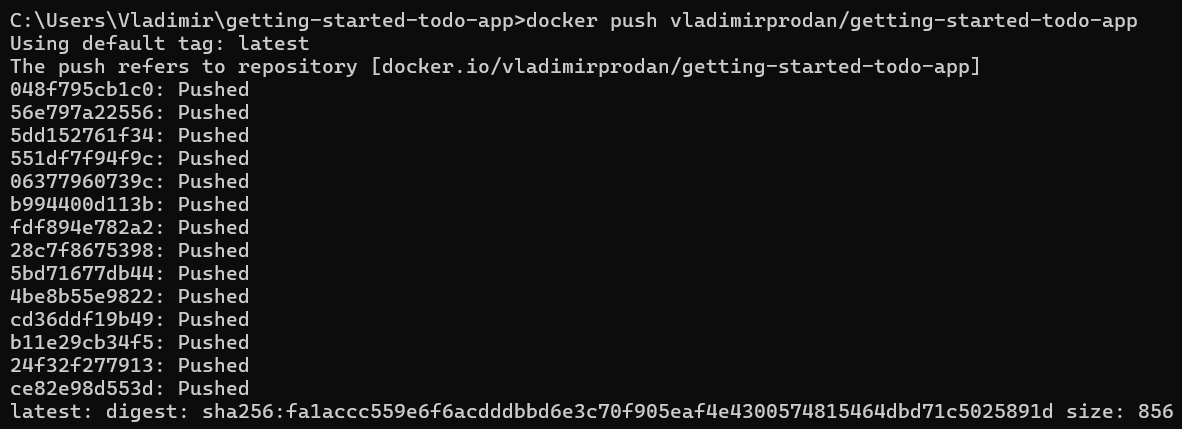 C:\Users\Vladimir\getting-started-todo-app>docker push vladimirprodan/getting-started-todo-app
Using default tag: latest
The push refers to repository [docker.io/vladimirprodan/getting-started-todo-app]
048f795cb1c0: Pushed
56e797a22556: Pushed
5dd152761f34: Pushed
551df7f94f9c: Pushed
06377960739c: Pushed
b994400d113b: Pushed
fdf894e782a2: Pushed
28c7f8675398: Pushed
5bd71677db44: Pushed
4be8b55e9822: Pushed
cd36ddf19b49: Pushed
b11e29cb34f5: Pushed
24f32f277913: Pushed
ce82e98d553d: Pushed
latest: digest: sha256:fa1accc559e6f6acdddbbd6e3c70f905eaf4e4300574815464dbd71c5025891d size: 856